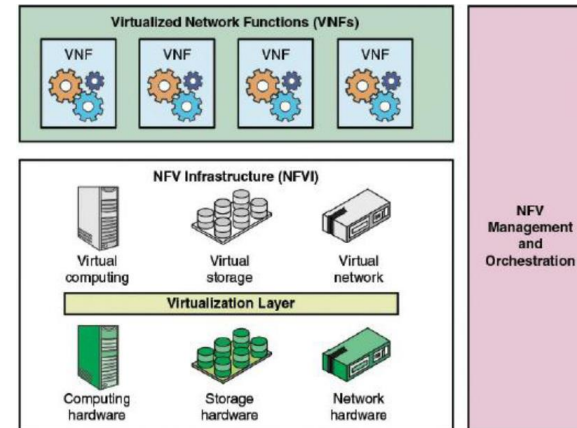 Virtualized Network Functions (VNFs)
VNF VNF VNF VNF
NFV Infrastructure (NFVI)
Virtual computing
Virtual storage
Virtual network
Virtualization Layer
Computing hardware
Storage hardware
Network hardware
NFV
Management
and
Orchestration